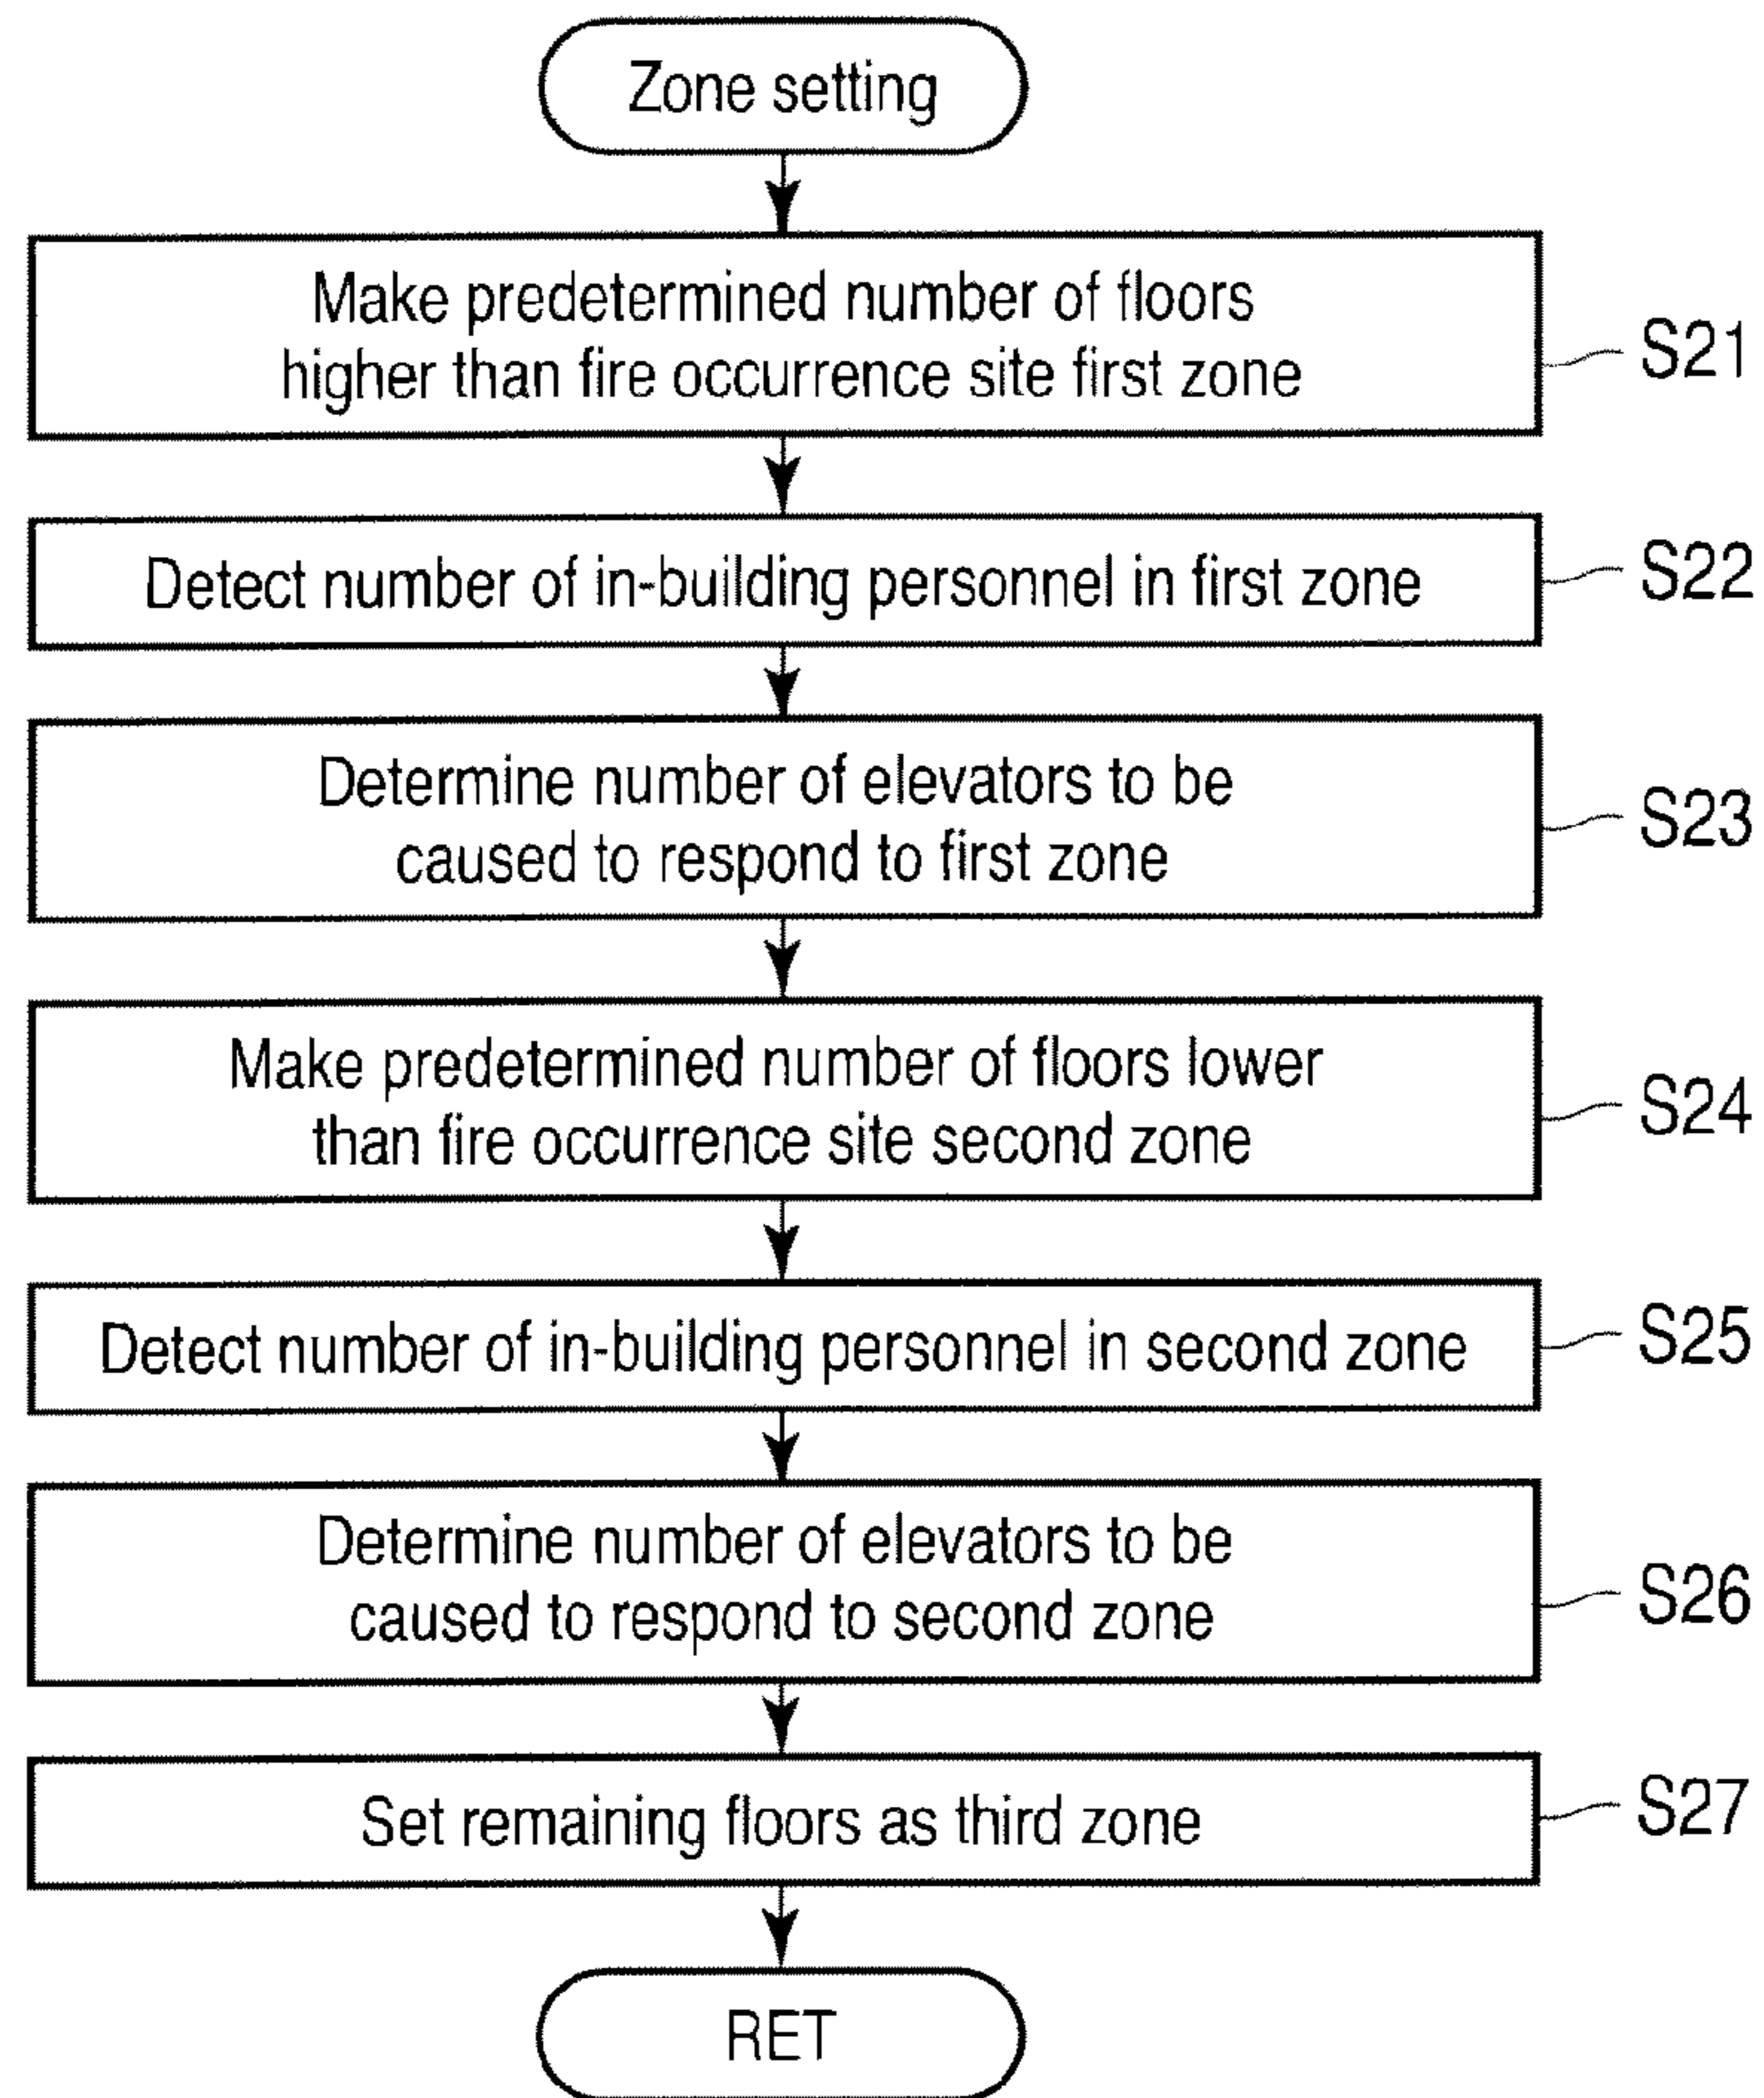 Zone setting
Make predetermined number of floors
higher than fire occurrence site first zone
S21
Detect number of in-building personnel in first zone
S22
Determine number of elevators to be
caused to respond to first zone
S23
Make predetermined number of floors lower
than fire occurrence site second zone
S24
Detect number of in-building personnel in second zone
S25
Determine number of elevators to be
caused to respond to second zone
S26
Set remaining floors as third zone
S27
RET